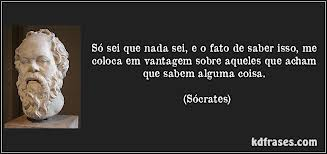 Só sei que nada sei, e o fato de saber isso, me
coloca em vantagem sobre aqueles que acham
que sabem alguma coisa.
(Sócrates)
kdfrases.com